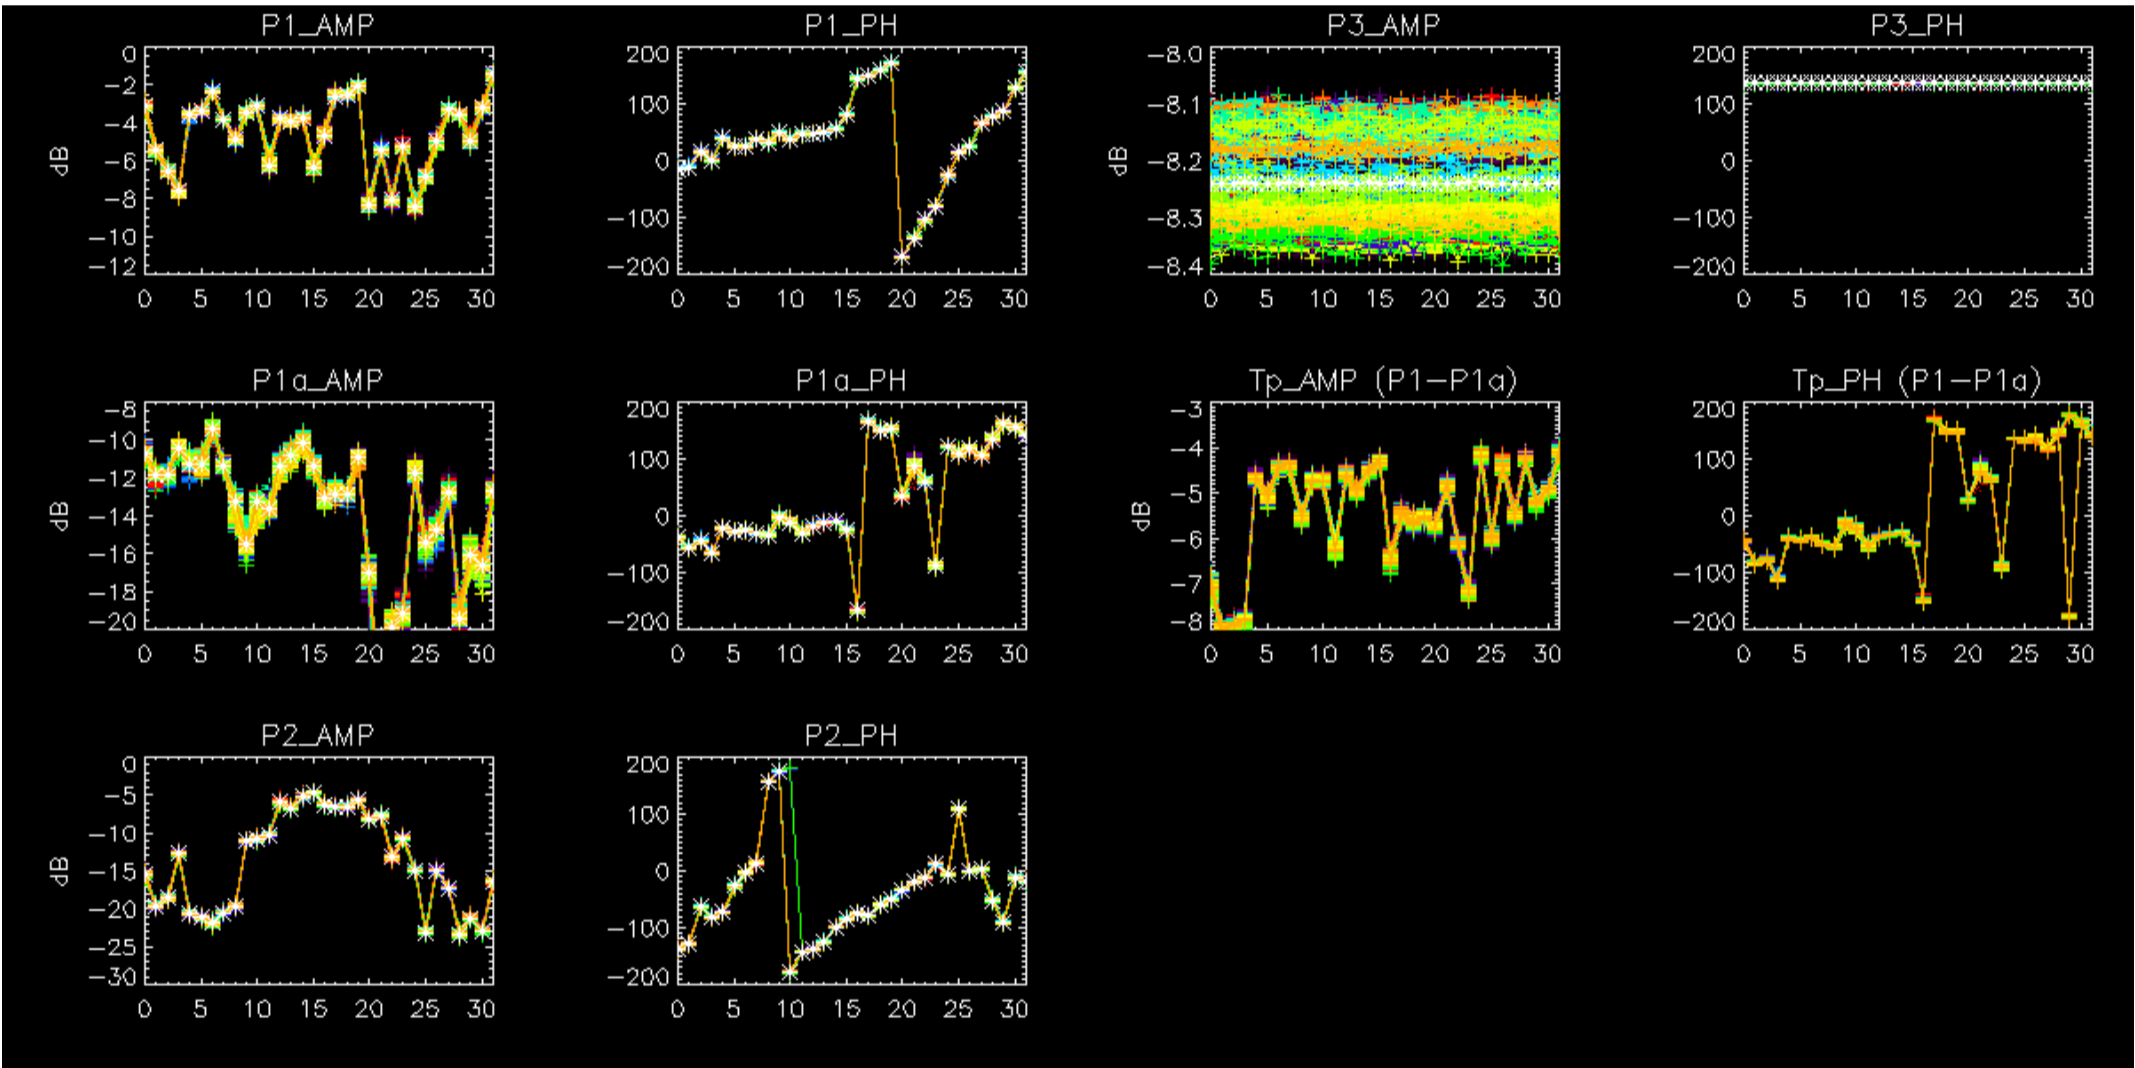 P1_AMP P1_PH P3_AMP P3_PH
0 200 -8.0 200
-2 100 -8.1 100
-4 0 -8.2 0
-6 -100 -8.3 -100
-8 -200 -8.4 -200
-10
-12
dB dB
0 5 10 15 20 25 30 0 5 10 15 20 25 30 0 5 10 15 20 25 30 0 5 10 15 20 25 30
P1a_AMP P1a_PH Tp_AMP (P1-P1a) Tp_PH (P1-P1a)
-8 200 -3 200
-10 100 -4 100
-12 0 -5 0
-14 -100 -6 -100
-16 -200 -7 -200
-18 -8
-20
dB dB
0 5 10 15 20 25 30 0 5 10 15 20 25 30 0 5 10 15 20 25 30 0 5 10 15 20 25 30
P2_AMP P2_PH
0 200
-5 100
-10 0
-15 -100
-20 -200
-25
-30
dB
0 5 10 15 20 25 30 0 5 10 15 20 25 30